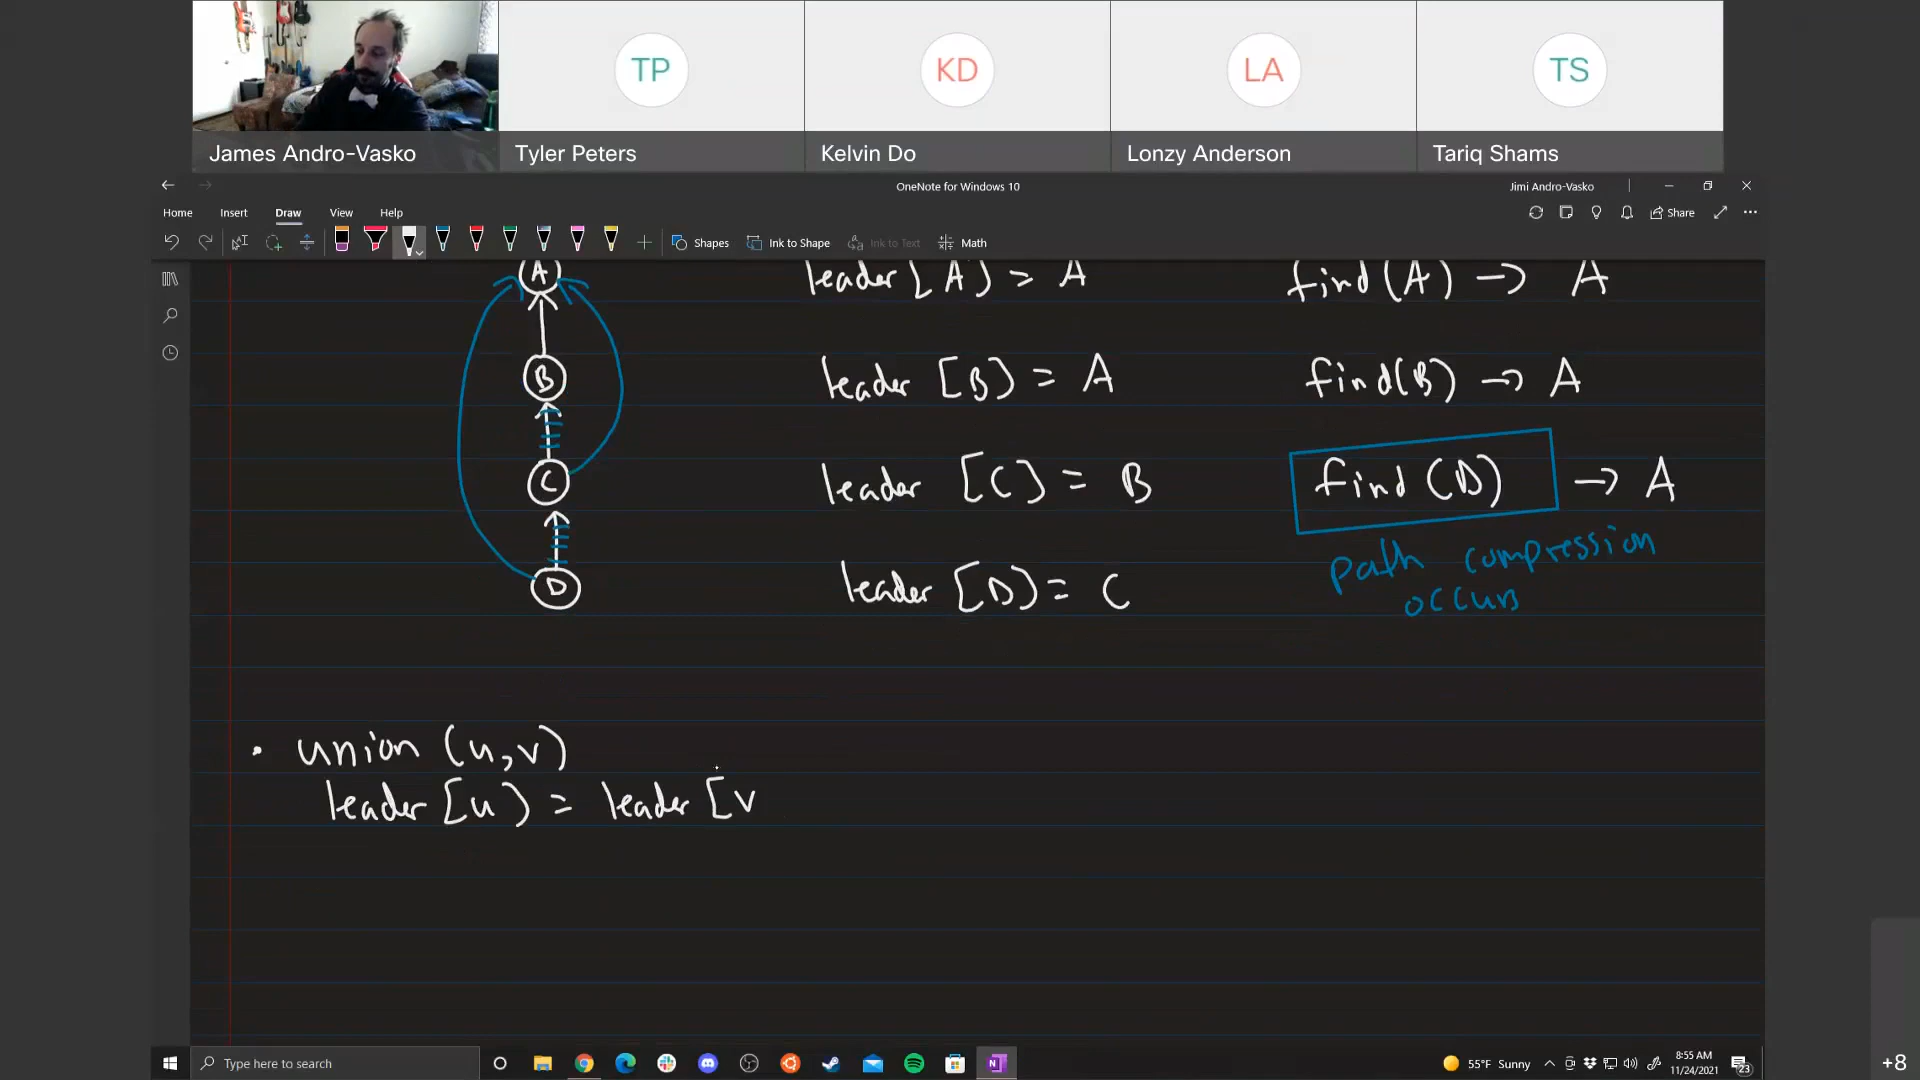 TP
KD
LA
TS
James Andro-Vasko
Tyler Peters
Kelvin Do
Lonzy Anderson
Tariq Shams
OneNote for Windows 10
Jimi Andro-Vasko
Home Insert Draw View Help
Share
Shapes Ink to Shape Ink to Text Math
A leader [A] = A find(A) → A
B leader [B] = A find(B) → A
C leader [C] = B find(D) → A
path compression
occurs
D leader [D] = C
• union (u,v)
leader [u] = leader [v
Type here to search
55°F Sunny
8:55 AM
11/24/2021
23
+8